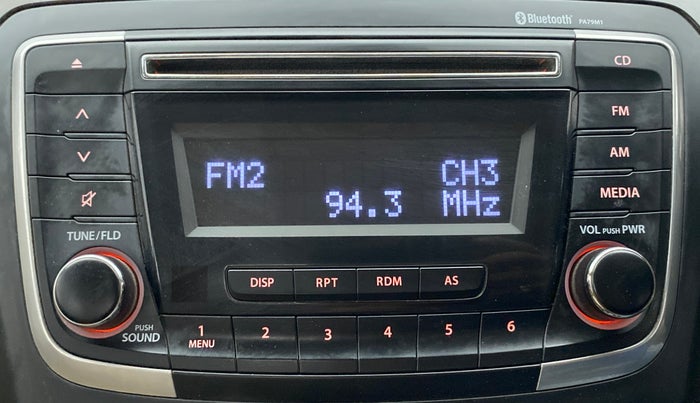 Bluetooth® PA79M1
CD
FM2 CH3
94.3 MHz
FM
AM
MEDIA
TUNE/FLD
VOL PUSH PWR
DISP RPT RDM AS
PUSH
SOUND
1 2 3 4 5 6
MENU